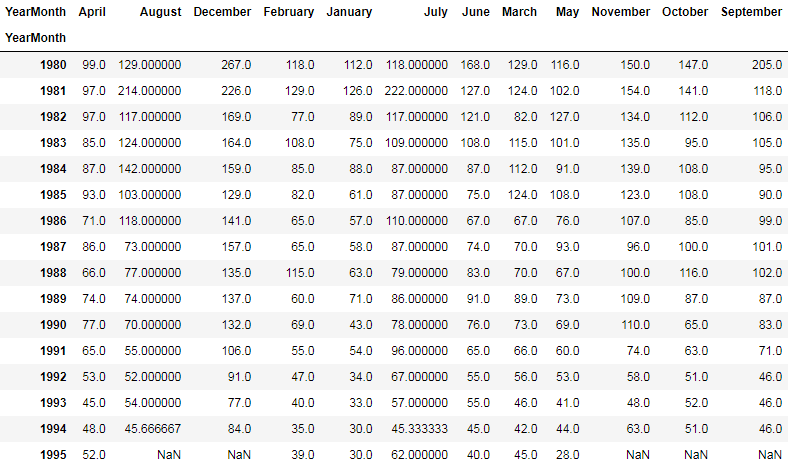 YearMonth April August December February January July June March May November October September
YearMonth
1980 99.0 129.000000 267.0 118.0 112.0 118.000000 168.0 129.0 116.0 150.0 147.0 205.0
1981 97.0 214.000000 226.0 129.0 126.0 222.000000 127.0 124.0 102.0 154.0 141.0 118.0
1982 97.0 117.000000 169.0 77.0 89.0 117.000000 121.0 82.0 127.0 134.0 112.0 106.0
1983 85.0 124.000000 164.0 108.0 75.0 109.000000 108.0 115.0 101.0 135.0 95.0 105.0
1984 87.0 142.000000 159.0 85.0 88.0 87.000000 87.0 112.0 91.0 139.0 108.0 95.0
1985 93.0 103.000000 129.0 82.0 61.0 87.000000 75.0 124.0 108.0 123.0 108.0 90.0
1986 71.0 118.000000 141.0 65.0 57.0 110.000000 67.0 67.0 76.0 107.0 85.0 99.0
1987 86.0 73.000000 157.0 65.0 58.0 87.000000 74.0 70.0 93.0 96.0 100.0 101.0
1988 66.0 77.000000 135.0 115.0 63.0 79.000000 83.0 70.0 67.0 100.0 116.0 102.0
1989 74.0 74.000000 137.0 60.0 71.0 86.000000 91.0 89.0 73.0 109.0 87.0 87.0
1990 77.0 70.000000 132.0 69.0 43.0 78.000000 76.0 73.0 69.0 110.0 65.0 83.0
1991 65.0 55.000000 106.0 55.0 54.0 96.000000 65.0 66.0 60.0 74.0 63.0 71.0
1992 53.0 52.000000 91.0 47.0 34.0 67.000000 55.0 56.0 53.0 58.0 51.0 46.0
1993 45.0 54.000000 77.0 40.0 33.0 57.000000 55.0 46.0 41.0 48.0 52.0 46.0
1994 48.0 45.666667 84.0 35.0 30.0 45.333333 45.0 42.0 44.0 63.0 51.0 46.0
1995 52.0 NaN NaN 39.0 30.0 62.000000 40.0 45.0 28.0 NaN NaN NaN